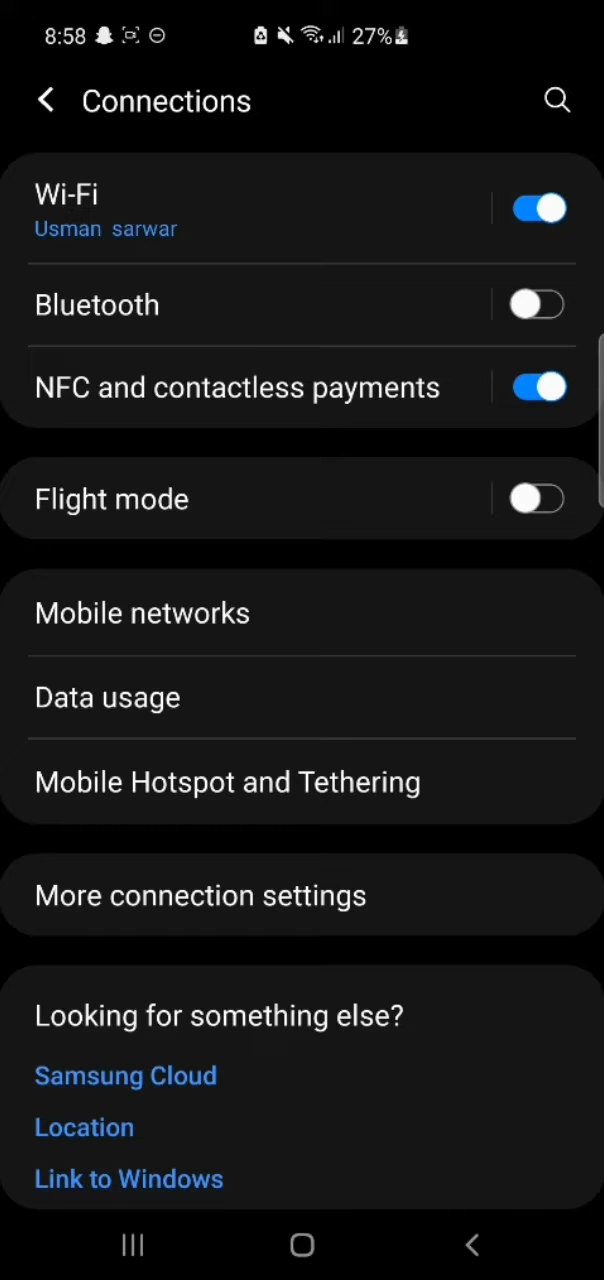 8:58 27%
Connections
Wi-Fi
Usman sarwar
Bluetooth
NFC and contactless payments
Flight mode
Mobile networks
Data usage
Mobile Hotspot and Tethering
More connection settings
Looking for something else?
Samsung Cloud
Location
Link to Windows